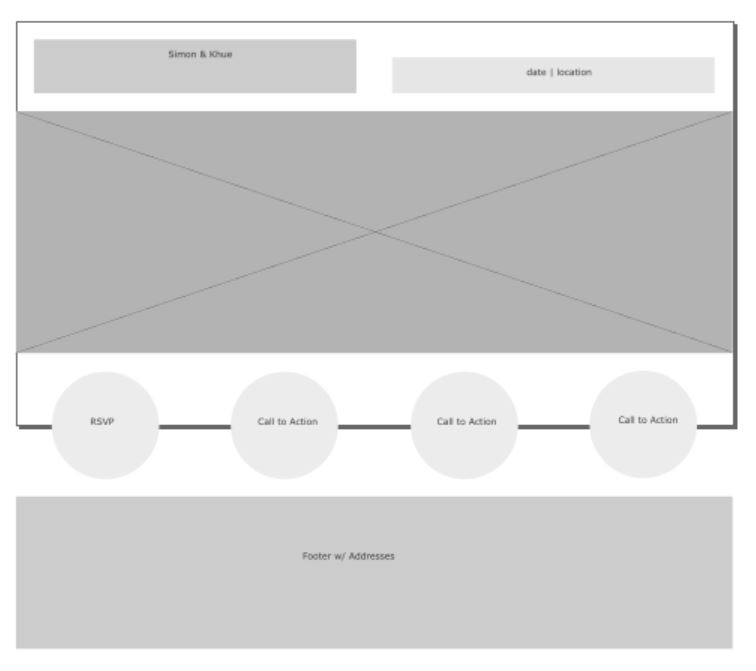 Simon & Khue
date | location
RSVP
Call to Action
Call to Action
Call to Action
Footer w/ Addresses